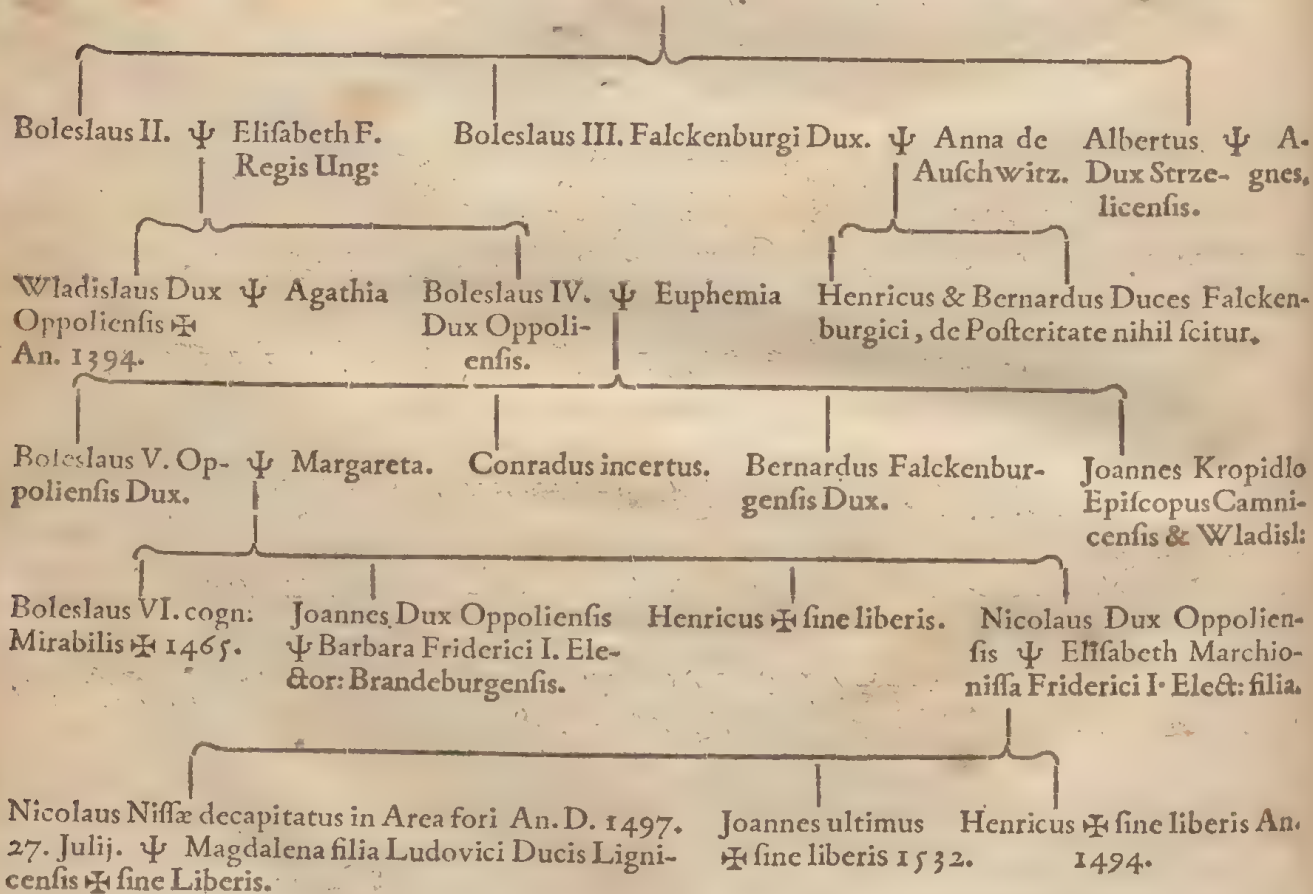 Boleslaus II. Ψ Eliſabeth F.
Regis Ung:
Boleslaus III. Falckenburgi Dux. Ψ Anna de
Auſchwitz.
Albertus Ψ A-
Dux Strze- gnes.
licenſis.
Wladislaus Dux Ψ Agathia
Oppolienſis ✠
An. 1394.
Boleslaus IV. Ψ Euphemia
Dux Oppoli-
enſis.
Henricus & Bernardus Duces Falcken-
burgici, de Poſteritate nihil ſcitur.
Boleslaus V. Op- Ψ Margareta.
polienſis Dux.
Conradus incertus.
Bernardus Falckenbur-
genſis Dux.
Joannes Kropidlo
Epiſcopus Camni-
cenſis & Wladisl:
Boleslaus VI. cogn:
Mirabilis ✠ 1465.
Joannes Dux Oppolienſis
Ψ Barbara Friderici I. Ele-
ctor: Brandeburgenſis.
Henricus ✠ ſine liberis.
Nicolaus Dux Oppolien-
ſis Ψ Eliſabeth Marchio-
niſſa Friderici I. Elect: filia.
Nicolaus Niſſæ decapitatus in Area fori An. D. 1497.
27. Julij. Ψ Magdalena filia Ludovici Ducis Ligni-
cenſis ✠ ſine Liberis.
Joannes ultimus
✠ ſine liberis 1532.
Henricus ✠ ſine liberis An.
1494.